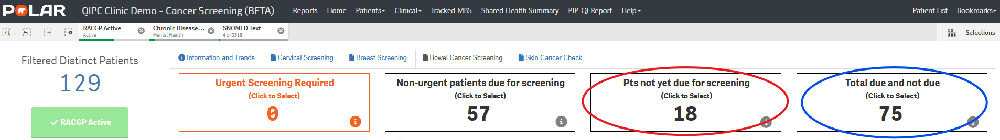 POLAR QIPC Clinic Demo - Cancer Screening (BETA) Reports Home Patients Clinical Tracked MBS Shared Health Summary PIP-QI Report Help Patient List Bookmarks
RACGP Active
Active
Chronic Disease...
Mental Health
SNOMED Text
4 of 3518
Selections
Filtered Distinct Patients
129
RACGP Active
Information and Trends Cervical Screening Breast Screening Bowel Cancer Screening Skin Cancer Check
Urgent Screening Required
(Click to Select)
0
Non-urgent patients due for screening
(Click to Select)
57
Pts not yet due for screening
(Click to Select)
18
Total due and not due
(Click to Select)
75